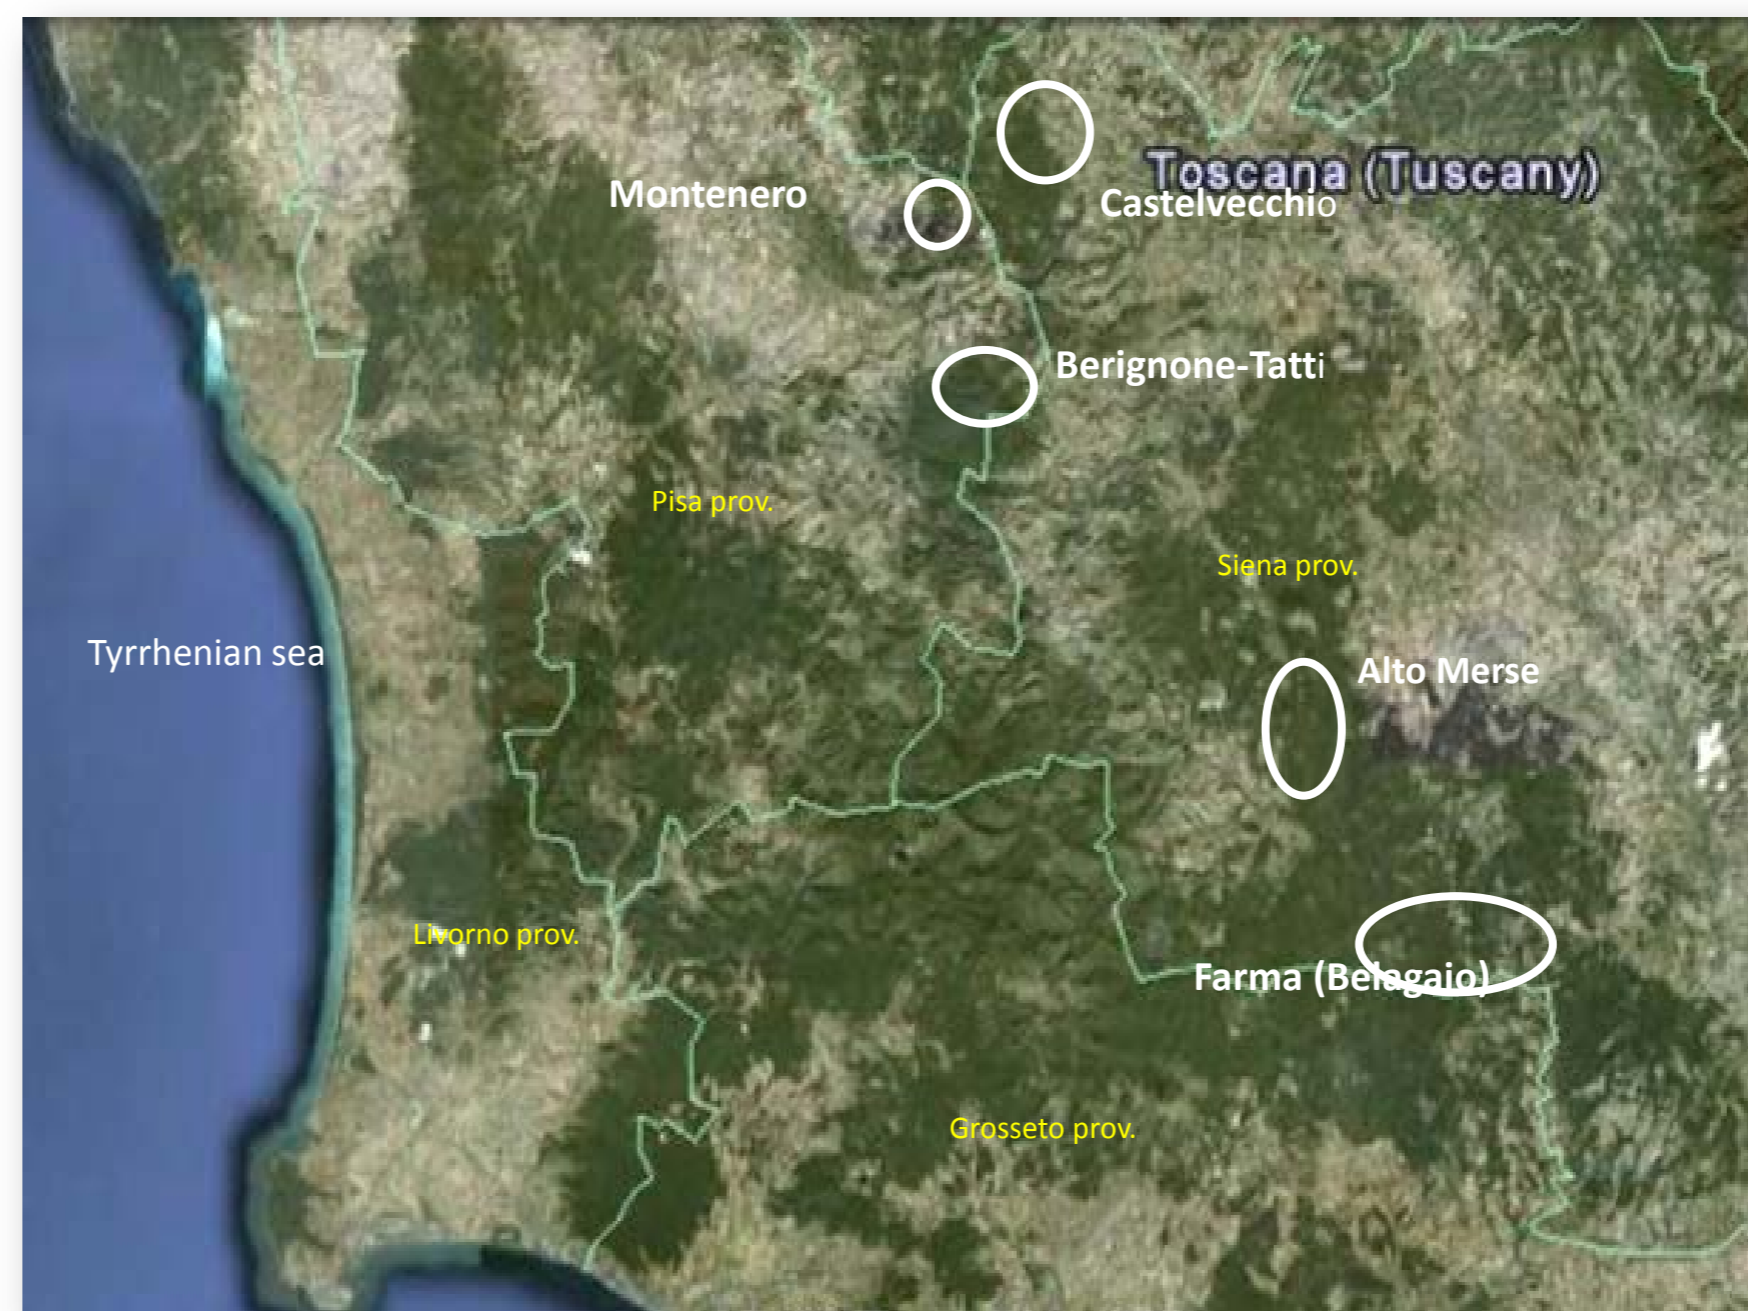 Toscana (Tuscany)
Montenero
Castelvecchio
Berignone-Tatti
Pisa prov.
Siena prov.
Tyrrhenian sea
Alto Merse
Livorno prov.
Farma (Belagaio)
Grosseto prov.